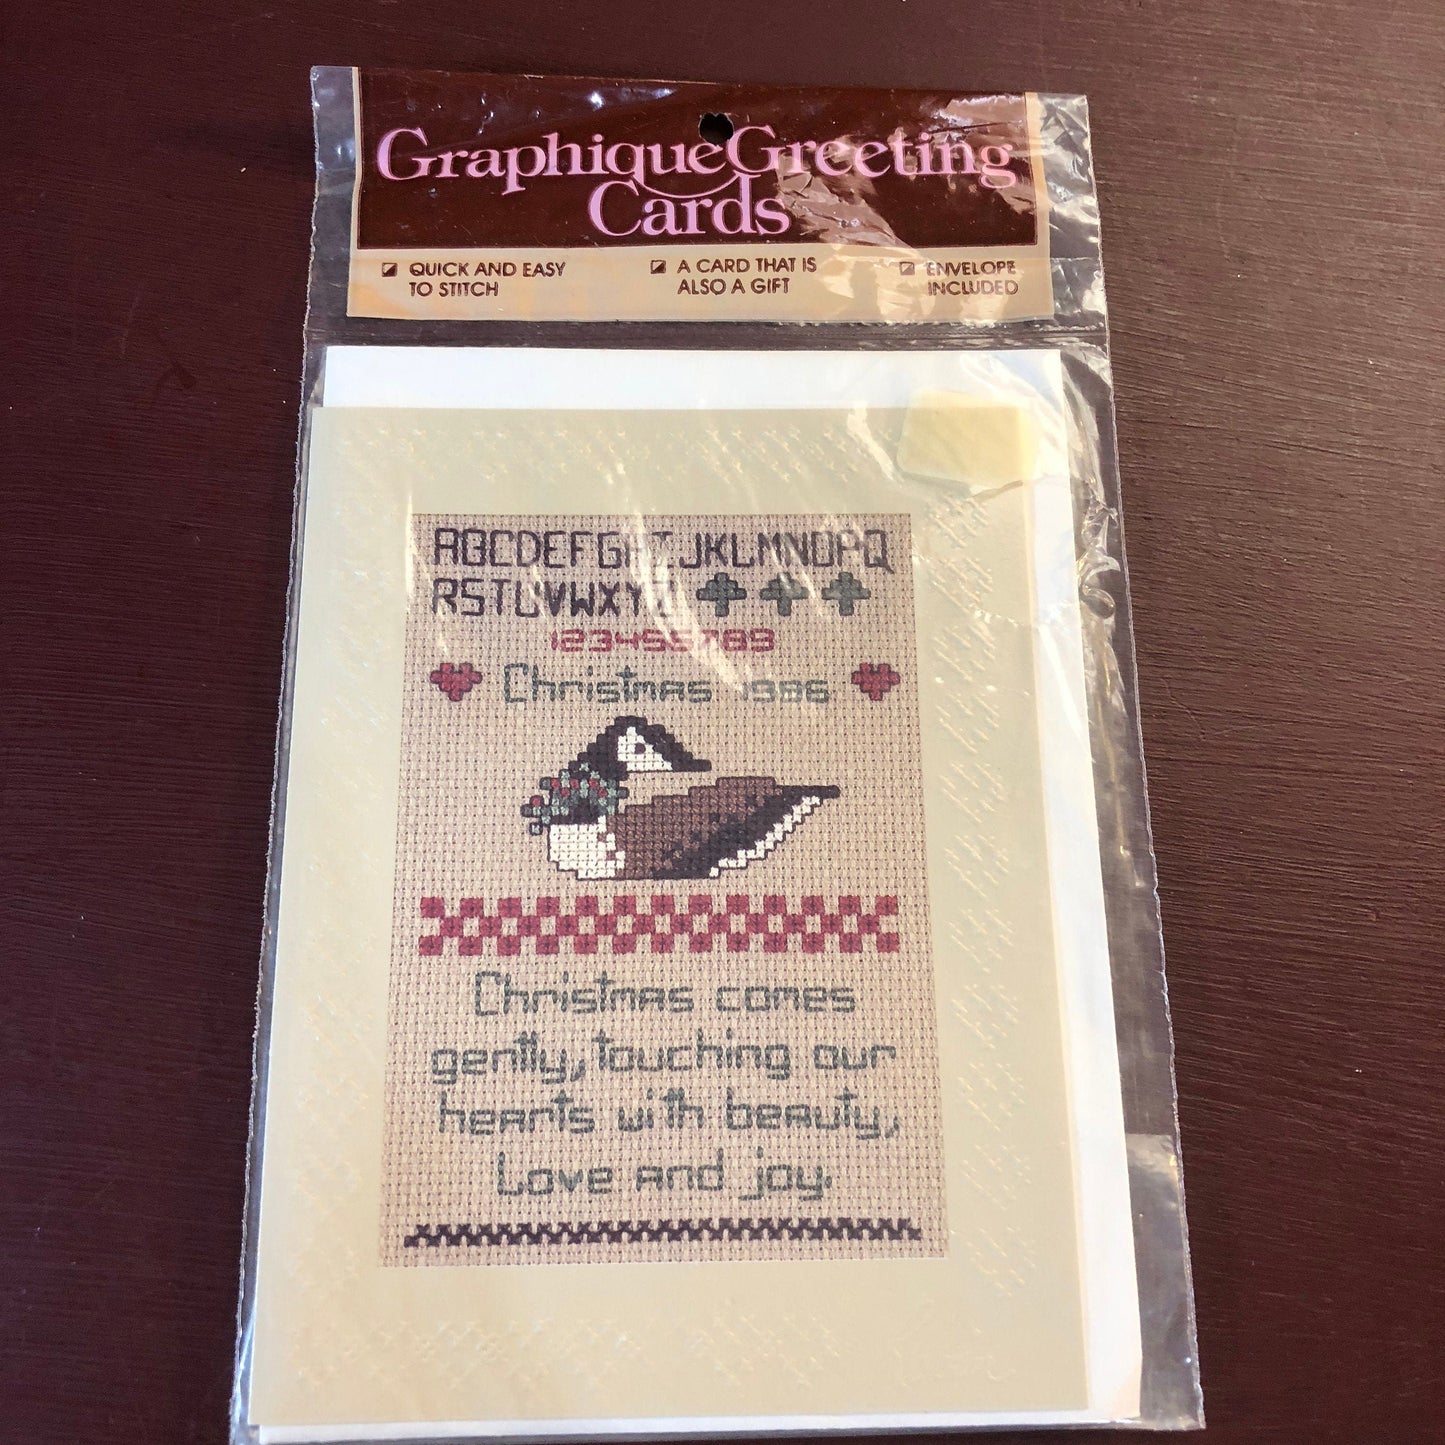 Graphique Greeting
Cards
QUICK AND EASY
TO STITCH
A CARD THAT IS
ALSO A GIFT
ENVELOPE
INCLUDED
ABCDEFGHIJKLMNOPQ
RSTUVWXYZ
123456789
Christmas 1986
Christmas comes
gently, touching our
hearts with beauty,
Love and joy.